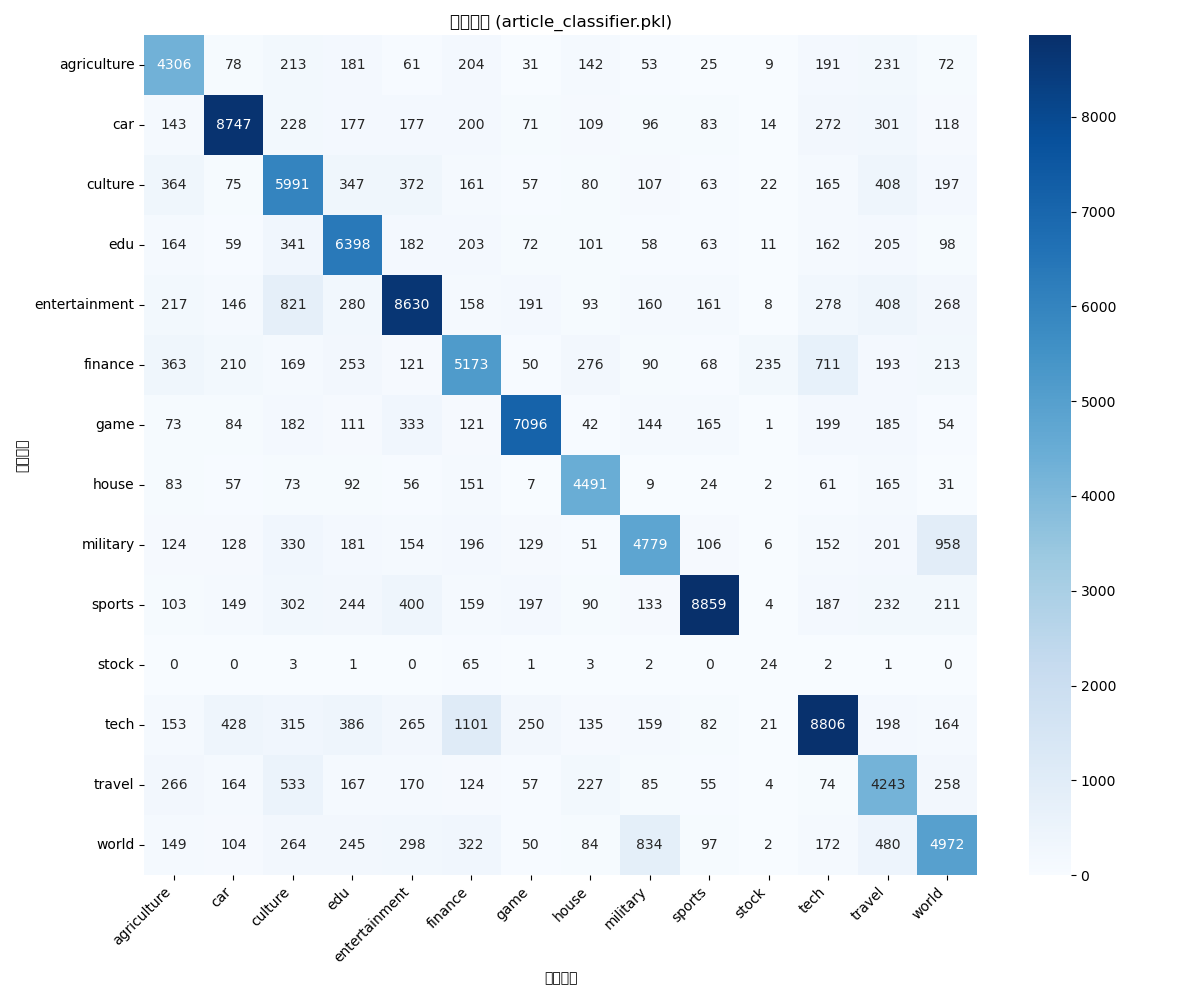 (article_classifier.pkl)
agriculture 4306 78 213 181 61 204 31 142 53 25 9 191 231 72
car 143 8747 228 177 177 200 71 109 96 83 14 272 301 118
culture 364 75 5991 347 372 161 57 80 107 63 22 165 408 197
edu 164 59 341 6398 182 203 72 101 58 63 11 162 205 98
entertainment 217 146 821 280 8630 158 191 93 160 161 8 278 408 268
finance 363 210 169 253 121 5173 50 276 90 68 235 711 193 213
game 73 84 182 111 333 121 7096 42 144 165 1 199 185 54
house 83 57 73 92 56 151 7 4491 9 24 2 61 165 31
military 124 128 330 181 154 196 129 51 4779 106 6 152 201 958
sports 103 149 302 244 400 159 197 90 133 8859 4 187 232 211
stock 0 0 3 1 0 65 1 3 2 0 24 2 1 0
tech 153 428 315 386 265 1101 250 135 159 82 21 8806 198 164
travel 266 164 533 167 170 124 57 227 85 55 4 74 4243 258
world 149 104 264 245 298 322 50 84 834 97 2 172 480 4972
agriculture car culture edu entertainment finance game house military sports stock tech travel world
8000
7000
6000
5000
4000
3000
2000
1000
0